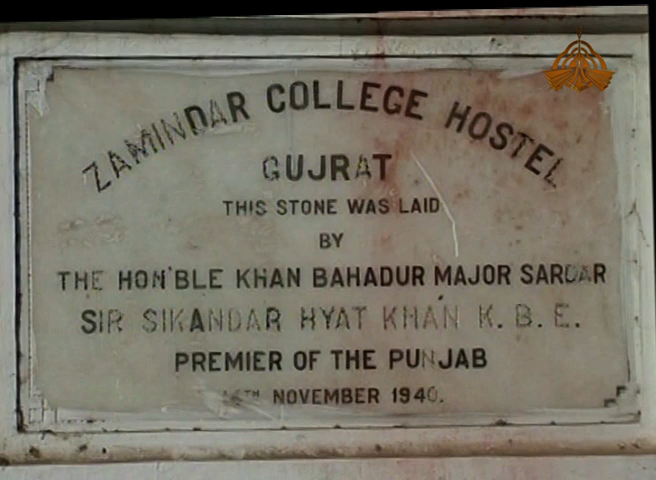 ZAMINDAR COLLEGE HOSTEL
GUJRAT
THIS STONE WAS LAID
BY
THE HON'BLE KHAN BAHADUR MAJOR SARDAR
SIR SIKANDAR HYAT KHAN K. B. E.
PREMIER OF THE PUNJAB
NOVEMBER 1940.